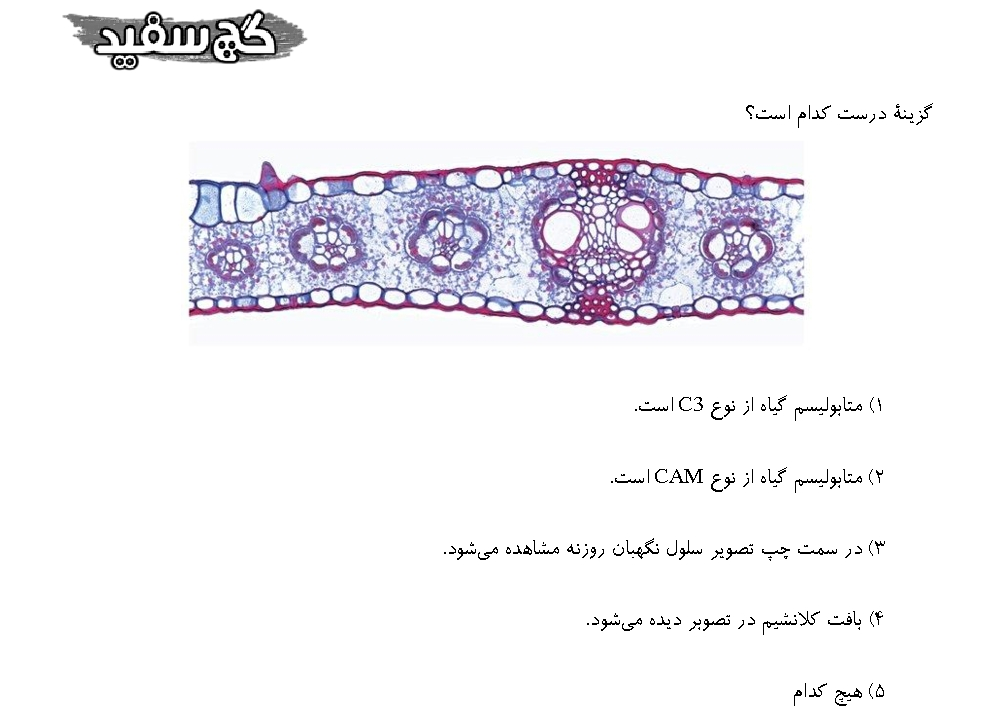 گچ سفید
گزینهٔ درست کدام است؟
۱) متابولیسم گیاه از نوع C3 است.
۲) متابولیسم گیاه از نوع CAM است.
۳) در سمت چپ تصویر سلول نگهبان روزنه مشاهده می‌شود.
۴) بافت کلانشیم در تصوبر دیده می‌شود.
۵) هیچ کدام